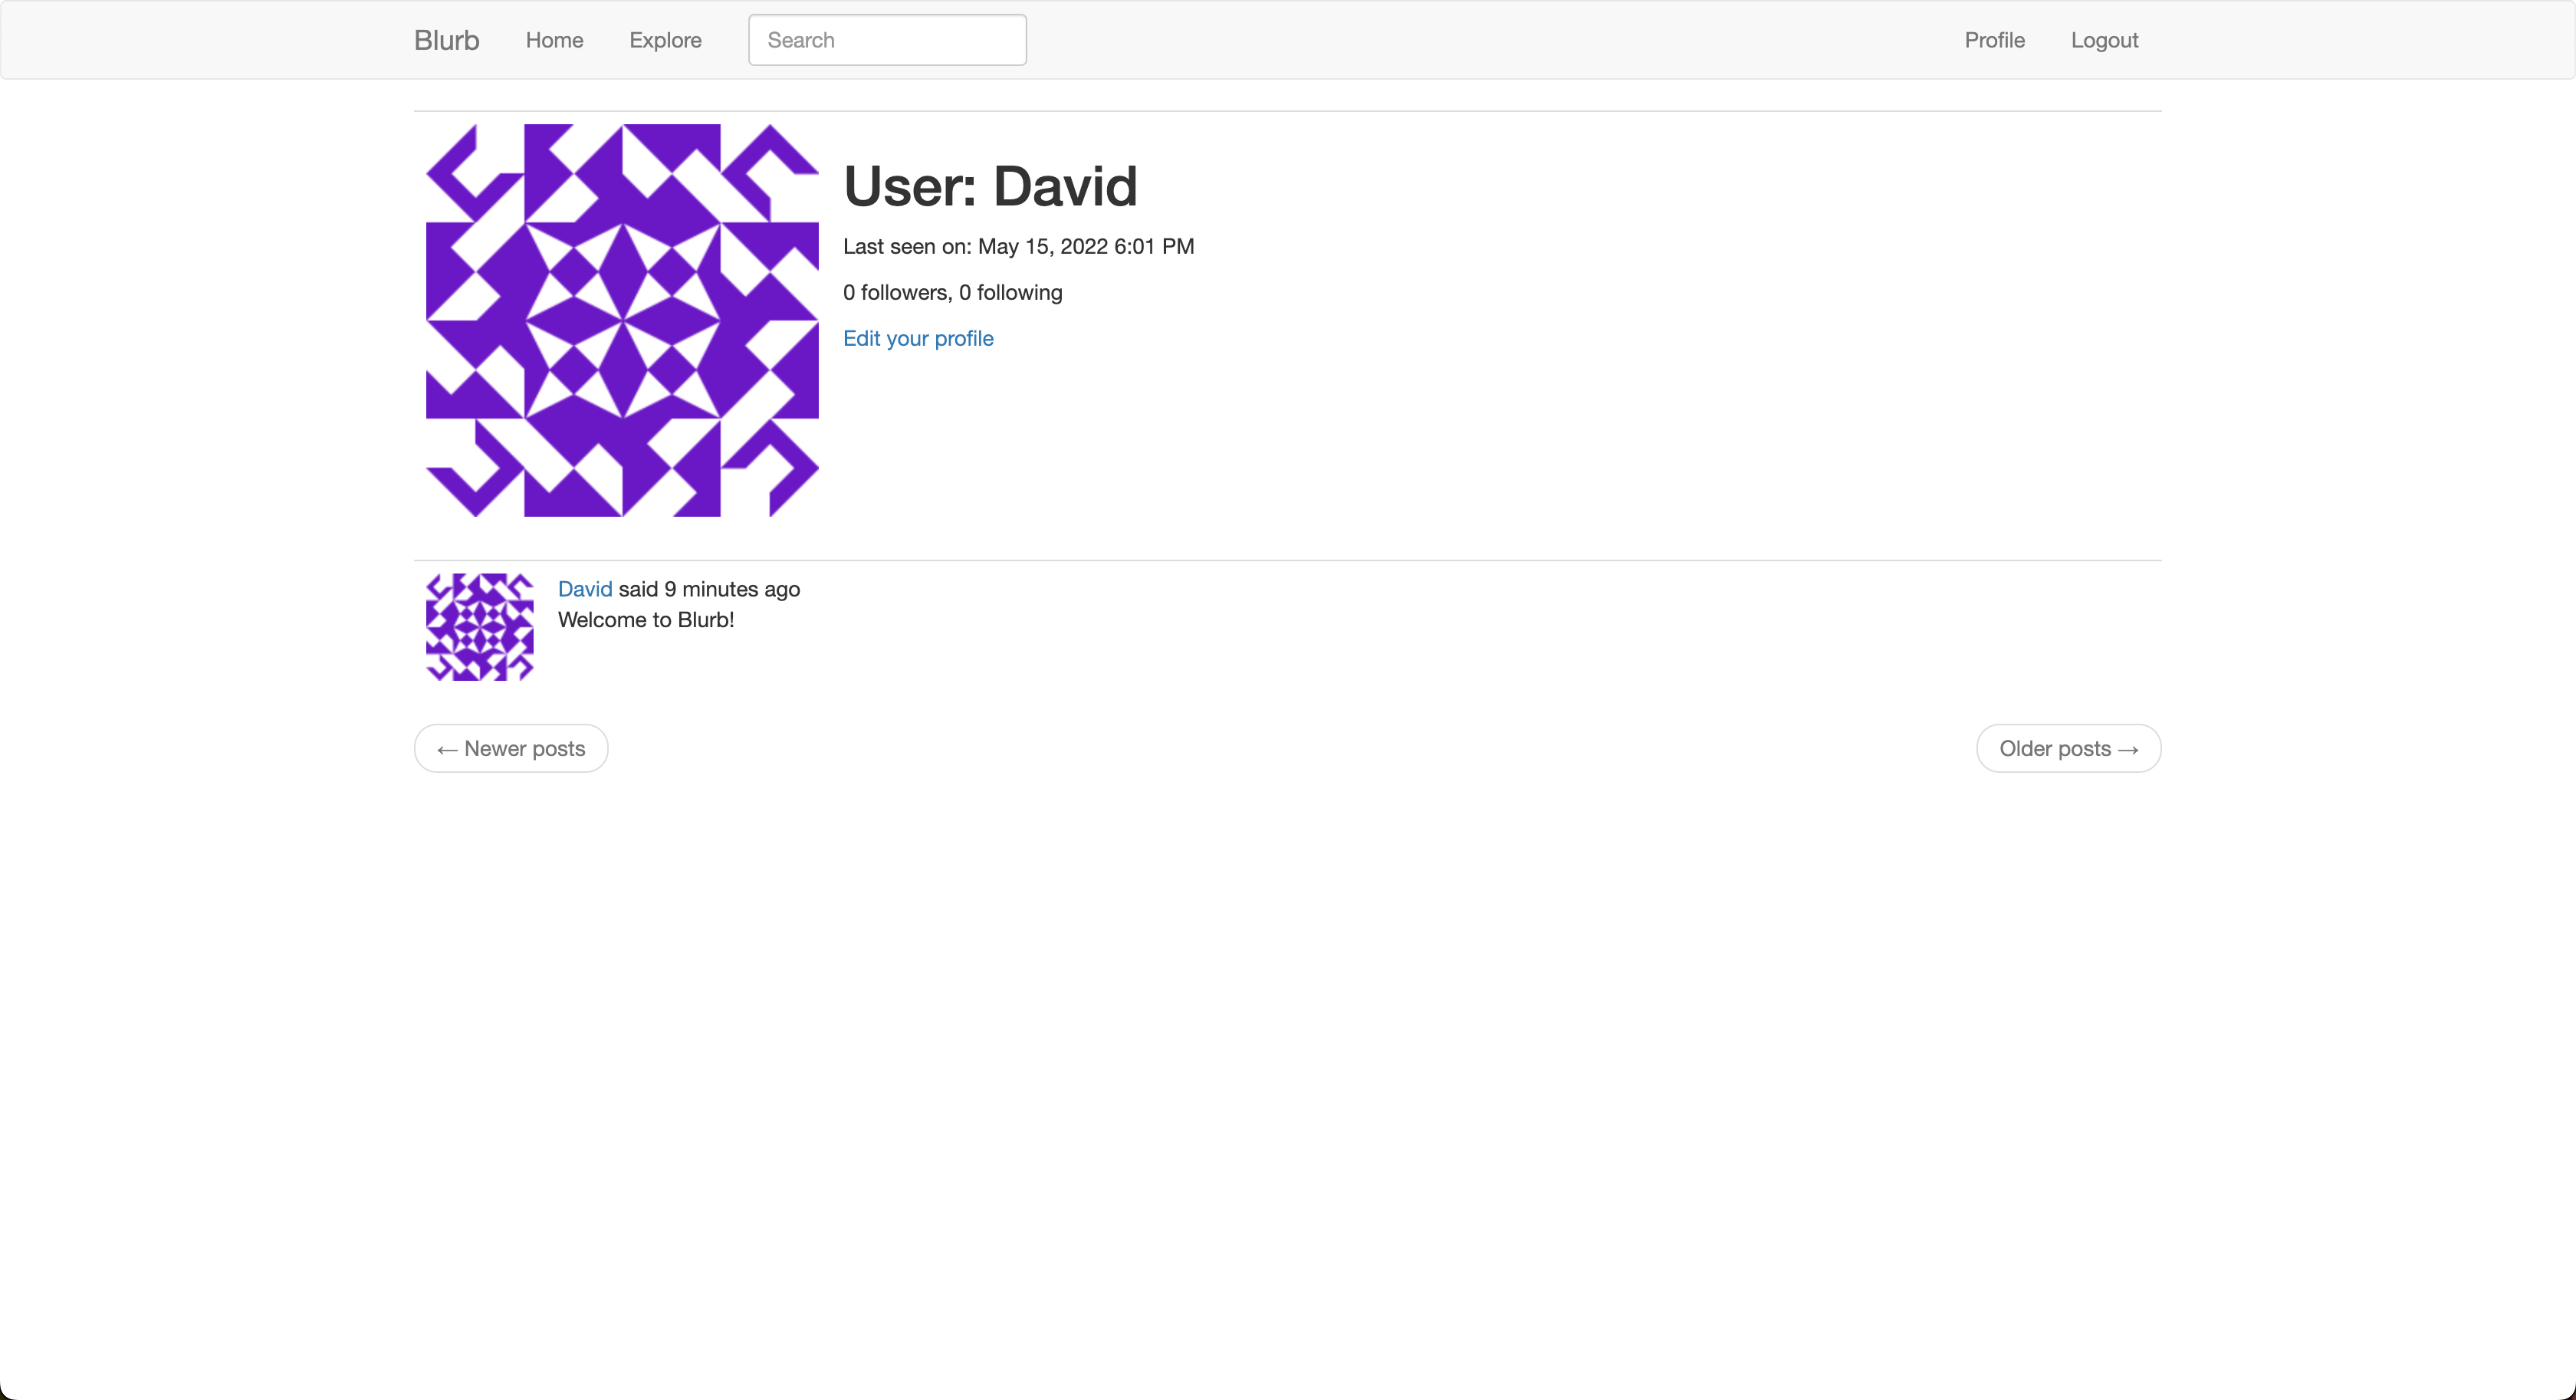 Blurb Home Explore Search Profile Logout
User: David
Last seen on: May 15, 2022 6:01 PM
0 followers, 0 following
Edit your profile
David said 9 minutes ago
Welcome to Blurb!
← Newer posts Older posts →